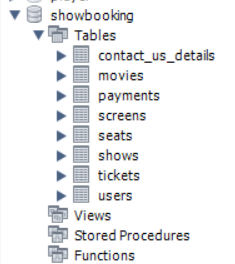 showbooking
Tables
contact_us_details
movies
payments
screens
seats
shows
tickets
users
Views
Stored Procedures
Functions